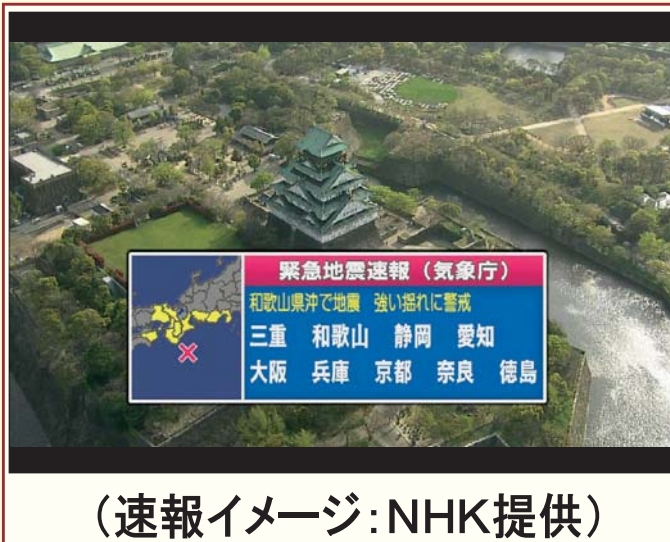 緊急地震速報（気象庁）
和歌山県沖で地震　強い揺れに警戒
三重　和歌山　静岡　愛知
大阪　兵庫　京都　奈良　徳島
（速報イメージ：NHK提供）